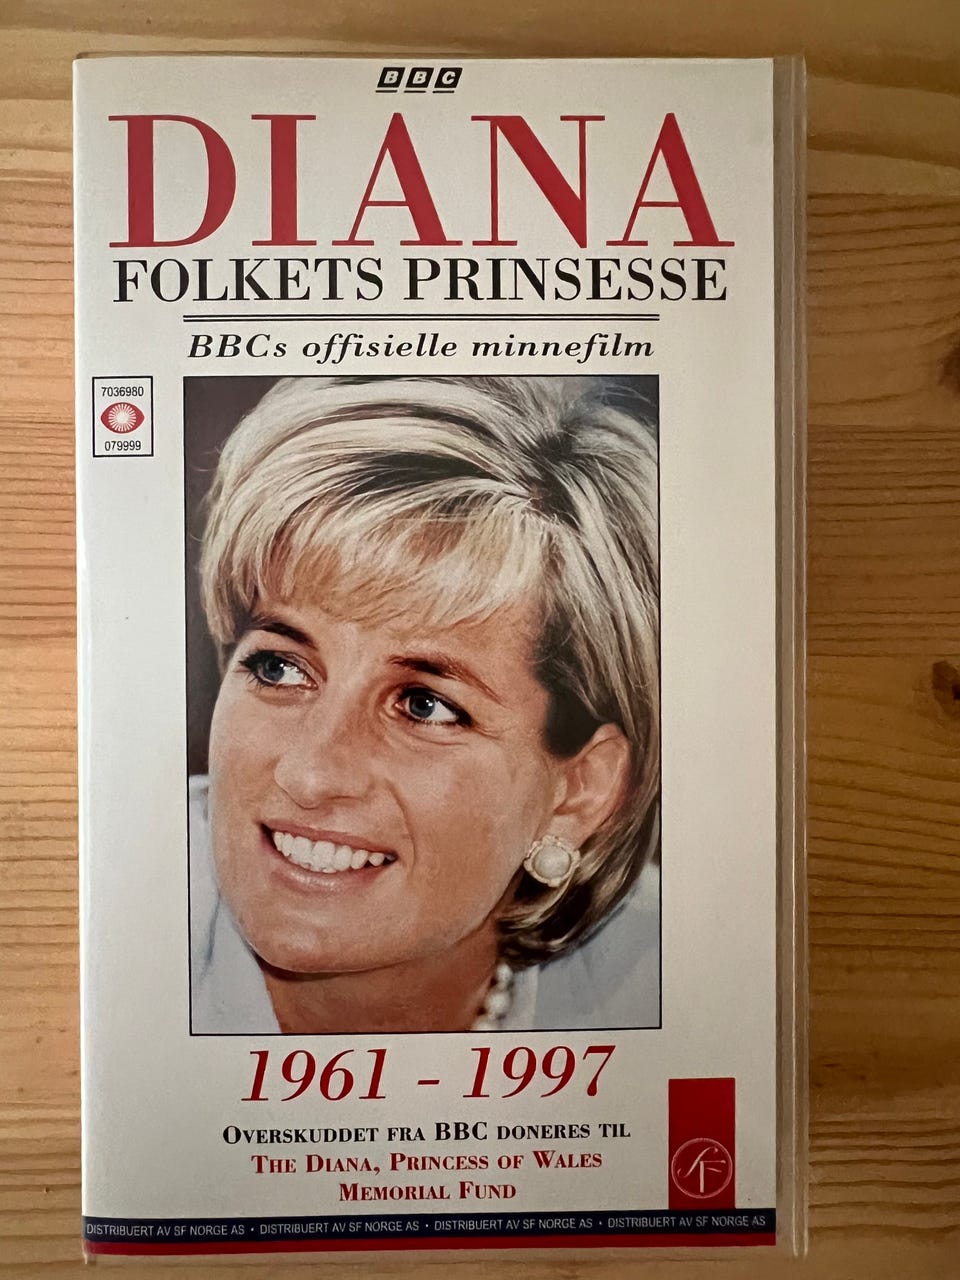 BBC
DIANA
FOLKETS PRINSESSE
BBCs offisielle minnefilm
7036980
079999
1961 - 1997
OVERSKUDDET FRA BBC DONERES TIL
THE DIANA, PRINCESS OF WALES
MEMORIAL FUND
SF
DISTRIBUERT AV SF NORGE AS • DISTRIBUERT AV SF NORGE AS • DISTRIBUERT AV SF NORGE AS • DISTRIBUERT AV SF NORGE AS